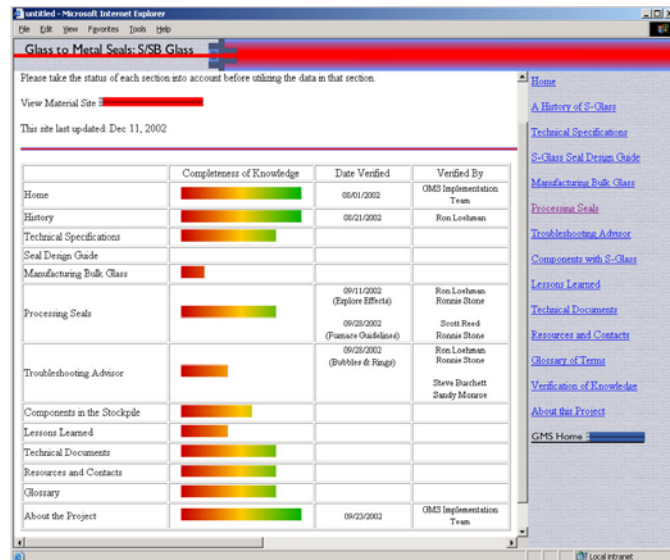 untitled - Microsoft Internet Explorer
File Edit View Favorites Tools Help
Glass to Metal Seals: S/SB Glass
Please take the status of each section into account before utilizing the data in that section.
View Material Site
This site last updated: Dec 11, 2002
Completeness of Knowledge Date Verified Verified By
Home 08/01/2002 GMS Implementation Team
History 08/21/2002 Ron Loehman
Technical Specifications
Seal Design Guide
Manufacturing Bulk Glass
Processing Seals
09/11/2002 Ron Loehman
(Explore Effects) Ronnie Stone
09/28/2002 Scott Reed
(Furnace Guidelines) Ronnie Stone
Troubleshooting Advisor
09/28/2002 Ron Loehman
(Bubbles & Rings) Ronnie Stone
Steve Burchett
Sandy Monroe
Components in the Stockpile
Lessons Learned
Technical Documents
Resources and Contacts
Glossary
About the Project 09/23/2002 GMS Implementation Team
Home
A History of S-Glass
Technical Specifications
S-Glass Seal Design Guide
Manufacturing Bulk Glass
Processing Seals
Troubleshooting Advisor
Components with S-Glass
Lessons Learned
Technical Documents
Resources and Contacts
Glossary of Terms
Verification of Knowledge
About this Project
GMS Home
Local intranet